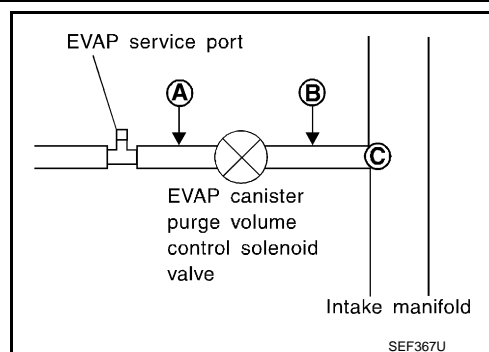 EVAP service port
A
B
C
EVAP canister
purge volume
control solenoid
valve
Intake manifold
SEF367U